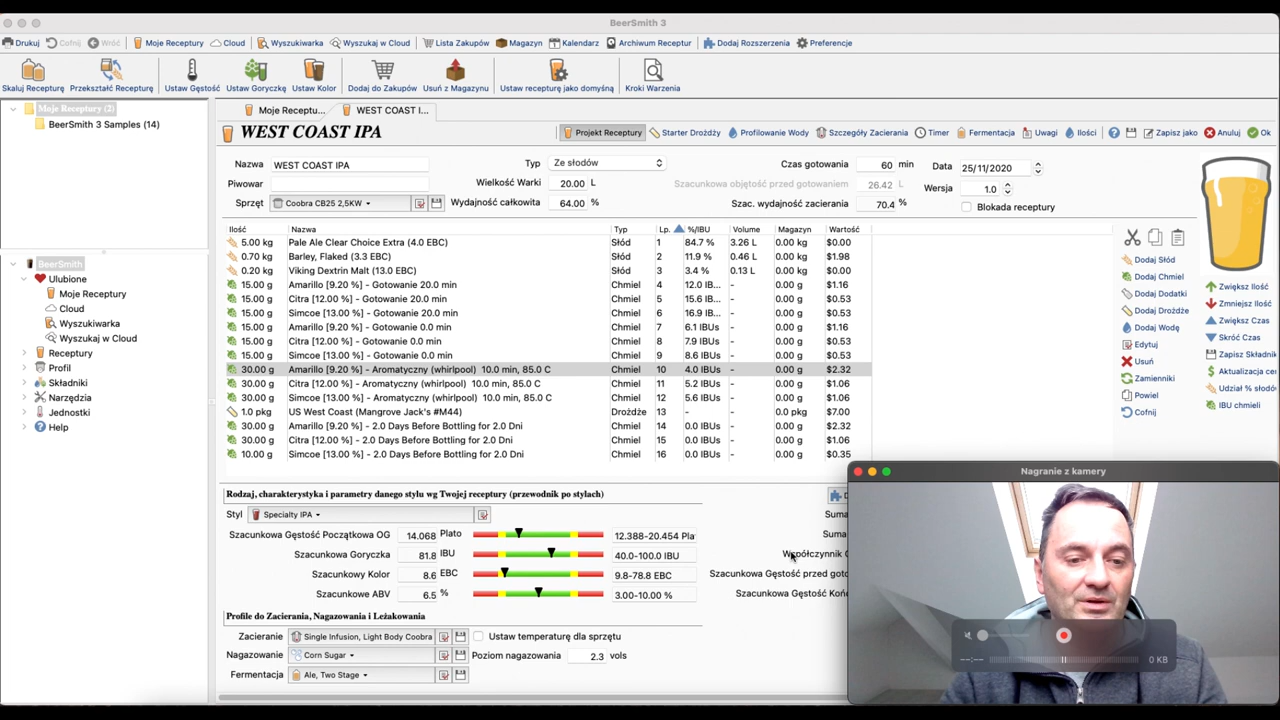 BeerSmith 3
Drukuj Cofnij Wróć Moje Receptury Cloud Wyszukiwarka Wyszukaj w Cloud Lista Zakupów Magazyn Kalendarz Archiwum Receptur Dodaj Rozszerzenia Preferencje
Skaluj Recepturę Przekształć Recepturę Ustaw Gęstość Ustaw Goryczkę Ustaw Kolor Dodaj do Zakupów Usuń z Magazynu Ustaw recepturę jako domyślną Kroki Warzenia
Moje Receptury (2)
BeerSmith 3 Samples (14)
Moje Receptu... WEST COAST I...
WEST COAST IPA
Projekt Receptury Starter Drożdży Profilowanie Wody Szczegóły Zacierania Timer Fermentacja Uwagi Ilości Zapisz jako Anuluj Ok
Nazwa WEST COAST IPA Typ Ze słodów Czas gotowania 60 min Data 25/11/2020
Piwowar Wielkość Warki 20.00 L Szacunkowa objętość przed gotowaniem 26.42 L Wersja 1.0
Sprzęt Coobra CB25 2,5KW Wydajność całkowita 64.00 % Szac. wydajność zacierania 70.4 % Blokada receptury
Ilość Nazwa Typ Lp. %/IBU Volume Magazyn Wartość
5.00 kg Pale Ale Clear Choice Extra (4.0 EBC) Słód 1 84.7 % 3.26 L 0.00 kg $0.00
0.70 kg Barley, Flaked (3.3 EBC) Słód 2 11.9 % 0.46 L 0.00 kg $1.98
0.20 kg Viking Dextrin Malt (13.0 EBC) Słód 3 3.4 % 0.13 L 0.00 kg $0.00
15.00 g Amarillo [9.20 %] - Gotowanie 20.0 min Chmiel 4 12.0 IB... - 0.00 g $1.16
15.00 g Citra [12.00 %] - Gotowanie 20.0 min Chmiel 5 15.6 IB... - 0.00 g $0.53
15.00 g Simcoe [13.00 %] - Gotowanie 20.0 min Chmiel 6 16.9 IB... - 0.00 g $0.53
15.00 g Amarillo [9.20 %] - Gotowanie 0.0 min Chmiel 7 6.1 IBUs - 0.00 g $1.16
15.00 g Citra [12.00 %] - Gotowanie 0.0 min Chmiel 8 7.9 IBUs - 0.00 g $0.53
15.00 g Simcoe [13.00 %] - Gotowanie 0.0 min Chmiel 9 8.6 IBUs - 0.00 g $0.53
30.00 g Amarillo [9.20 %] - Aromatyczny (whirlpool) 10.0 min, 85.0 C Chmiel 10 4.0 IBUs - 0.00 g $2.32
30.00 g Citra [12.00 %] - Aromatyczny (whirlpool) 10.0 min, 85.0 C Chmiel 11 5.2 IBUs - 0.00 g $1.06
30.00 g Simcoe [13.00 %] - Aromatyczny (whirlpool) 10.0 min, 85.0 C Chmiel 12 5.6 IBUs - 0.00 g $1.06
1.0 pkg US West Coast (Mangrove Jack's #M44) Drożdże 13 - 0.0 pkg $7.00
30.00 g Amarillo [9.20 %] - 2.0 Days Before Bottling for 2.0 Dni Chmiel 14 0.0 IBUs - 0.00 g $2.32
30.00 g Citra [12.00 %] - 2.0 Days Before Bottling for 2.0 Dni Chmiel 15 0.0 IBUs - 0.00 g $1.06
10.00 g Simcoe [13.00 %] - 2.0 Days Before Bottling for 2.0 Dni Chmiel 16 0.0 IBUs - 0.00 g $0.35
Dodaj Słód
Dodaj Chmiel
Dodaj Dodatki
Dodaj Drożdże
Dodaj Wodę
Edytuj
Usuń
Zamienniki
Powiel
Cofnij
Zwiększ Ilość
Zmniejsz Ilość
Zwiększ Czas
Skróć Czas
Zapisz Składnik
Aktualizacja cen
Udział % słodów
IBU chmieli
BeerSmith
Ulubione
Moje Receptury
Cloud
Wyszukiwarka
Wyszukaj w Cloud
Receptury
Profil
Składniki
Narzędzia
Jednostki
Help
Rodzaj, charakterystyka i parametry danego stylu wg Twojej receptury (przewodnik po stylach)
Styl Specialty IPA Suma
Szacunkowa Gęstość Początkowa OG 14.068 Plato 12.388-20.454 Pla Suma
Szacunkowa Goryczka 81.8 IBU 40.0-100.0 IBU Współczynnik
Szacunkowy Kolor 8.6 EBC 9.8-78.8 EBC Szacunkowa Gęstość przed goto
Szacunkowe ABV 6.5 % 3.00-10.00 % Szacunkowa Gęstość Koń
Profile do Zacierania, Nagazowania i Leżakowania
Zacieranie Single Infusion, Light Body Coobra Ustaw temperaturę dla sprzętu
Nagazowanie Corn Sugar Poziom nagazowania 2.3 vols
Fermentacja Ale, Two Stage
Nagranie z kamery
--:-- 0 KB